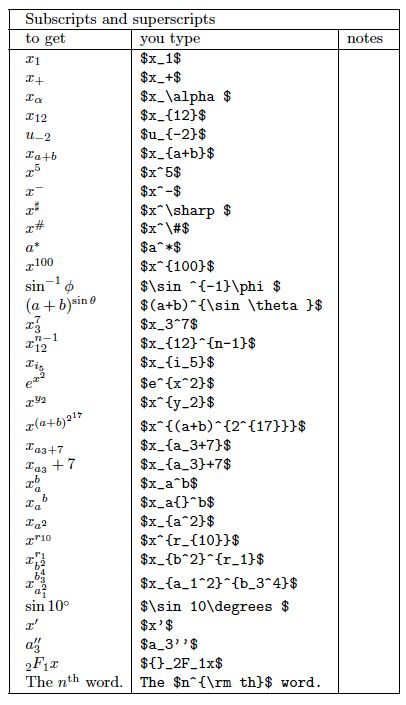 Subscripts and superscripts
to get you type notes
x₁ $x_1$
x₊ $x_+$
x_α $x_\alpha $
x₁₂ $x_{12}$
u₋₂ $u_{-2}$
x_{a+b} $x_{a+b}$
x⁵ $x^5$
x⁻ $x^-$
x^♯ $x^\sharp $
x^# $x^\#$
a* $a^*$
x¹⁰⁰ $x^{100}$
sin⁻¹ ϕ $\sin ^{-1}\phi $
(a + b)^{sin θ} $(a+b)^{\sin \theta }$
x₃⁷ $x_3^7$
x₁₂ⁿ⁻¹ $x_{12}^{n-1}$
x_{i₅} $x_{i_5}$
e^{x²} $e^{x^2}$
x^{y₂} $x^{y_2}$
x^{(a+b)^{2^{17}}} $x^{(a+b)^{2^{17}}}$
x_{a₃+7} $x_{a_3+7}$
x_{a₃} + 7 $x_{a_3}+7$
x_a^b $x_a^b$
x_a ^b $x_a{}^b$
x_{a²} $x_{a^2}$
x^{r₁₀} $x^{r_{10}}$
x_{b²}^{r₁} $x_{b^2}^{r_1}$
x_{a₁²}^{b₃⁴} $x_{a_1^2}^{b_3^4}$
sin 10° $\sin 10\degrees $
x′ $x'$
a₃″ $a_3''$
₂F₁x ${}_2F_1x$
The nᵗʰ word. The $n^{\rm th}$ word.